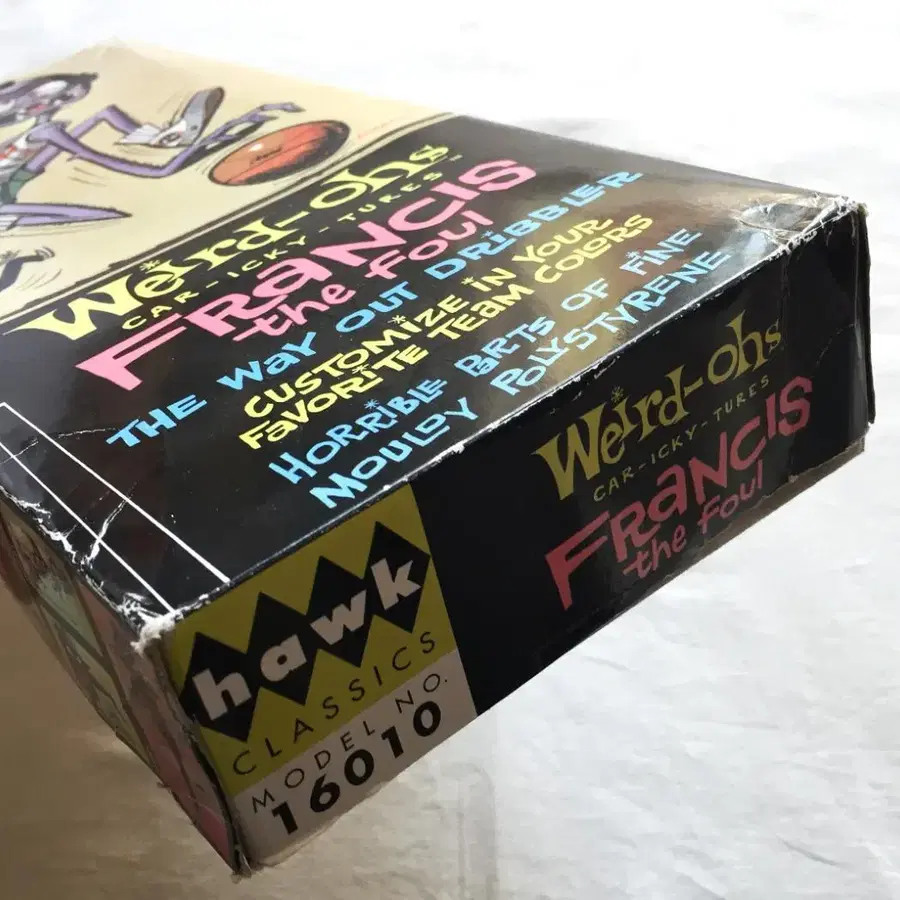 Weird-ohs
CAR-ICKY-TURES
FRANCIS
the foul
THE WAY OUT DRIBBLER
CUSTOMIZE IN YOUR
FAVORITE TEAM COLORS
HORRIBLE PARTS OF FINE
MOULDY POLYSTYRENE
Weird-ohs
CAR-ICKY-TURES
FRANCIS
the foul
hawk
CLASSICS
MODEL NO.
16010